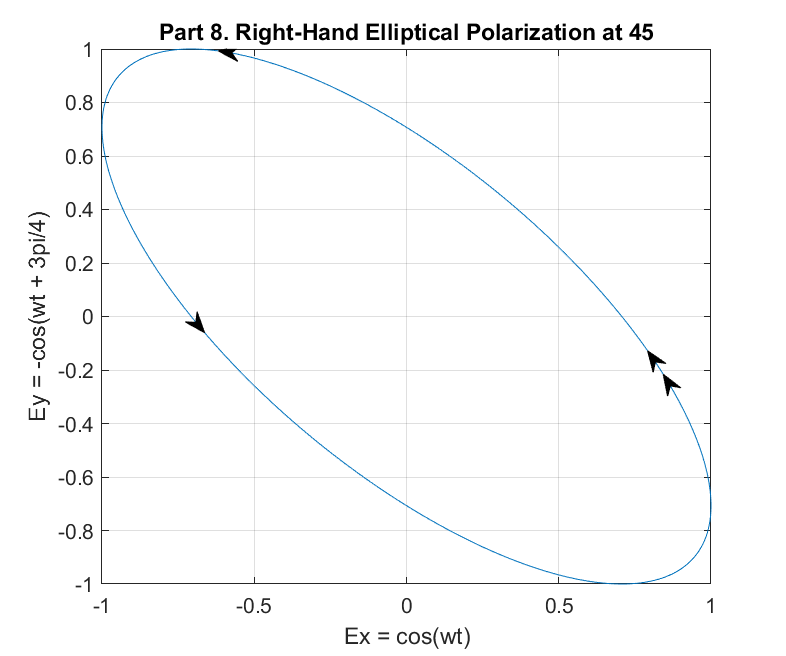 Part 8. Right-Hand Elliptical Polarization at 45
1
0.8
0.6
0.4
0.2
0
-0.2
-0.4
-0.6
-0.8
-1
Ey = -cos(wt + 3pi/4)
-1 -0.5 0 0.5 1
Ex = cos(wt)